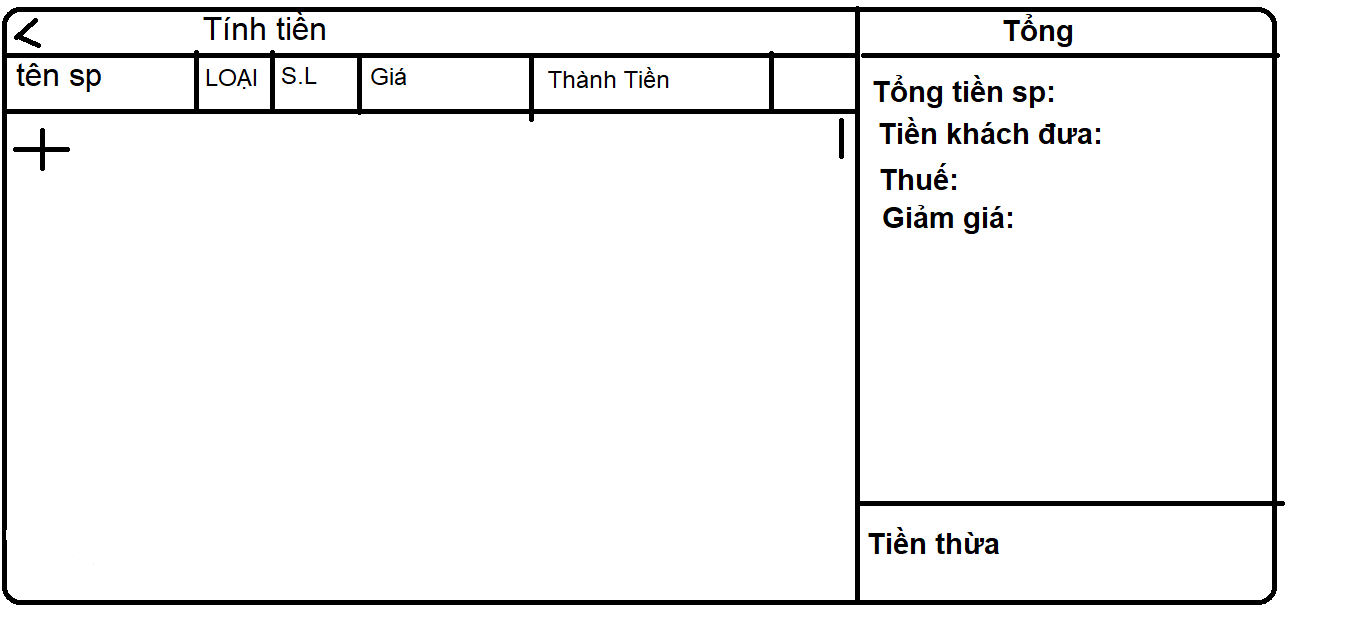 Tính tiền
Tổng
tên sp
LOẠI
S.L
Giá
Thành Tiền
Tổng tiền sp:
Tiền khách đưa:
Thuế:
Giảm giá:
Tiền thừa